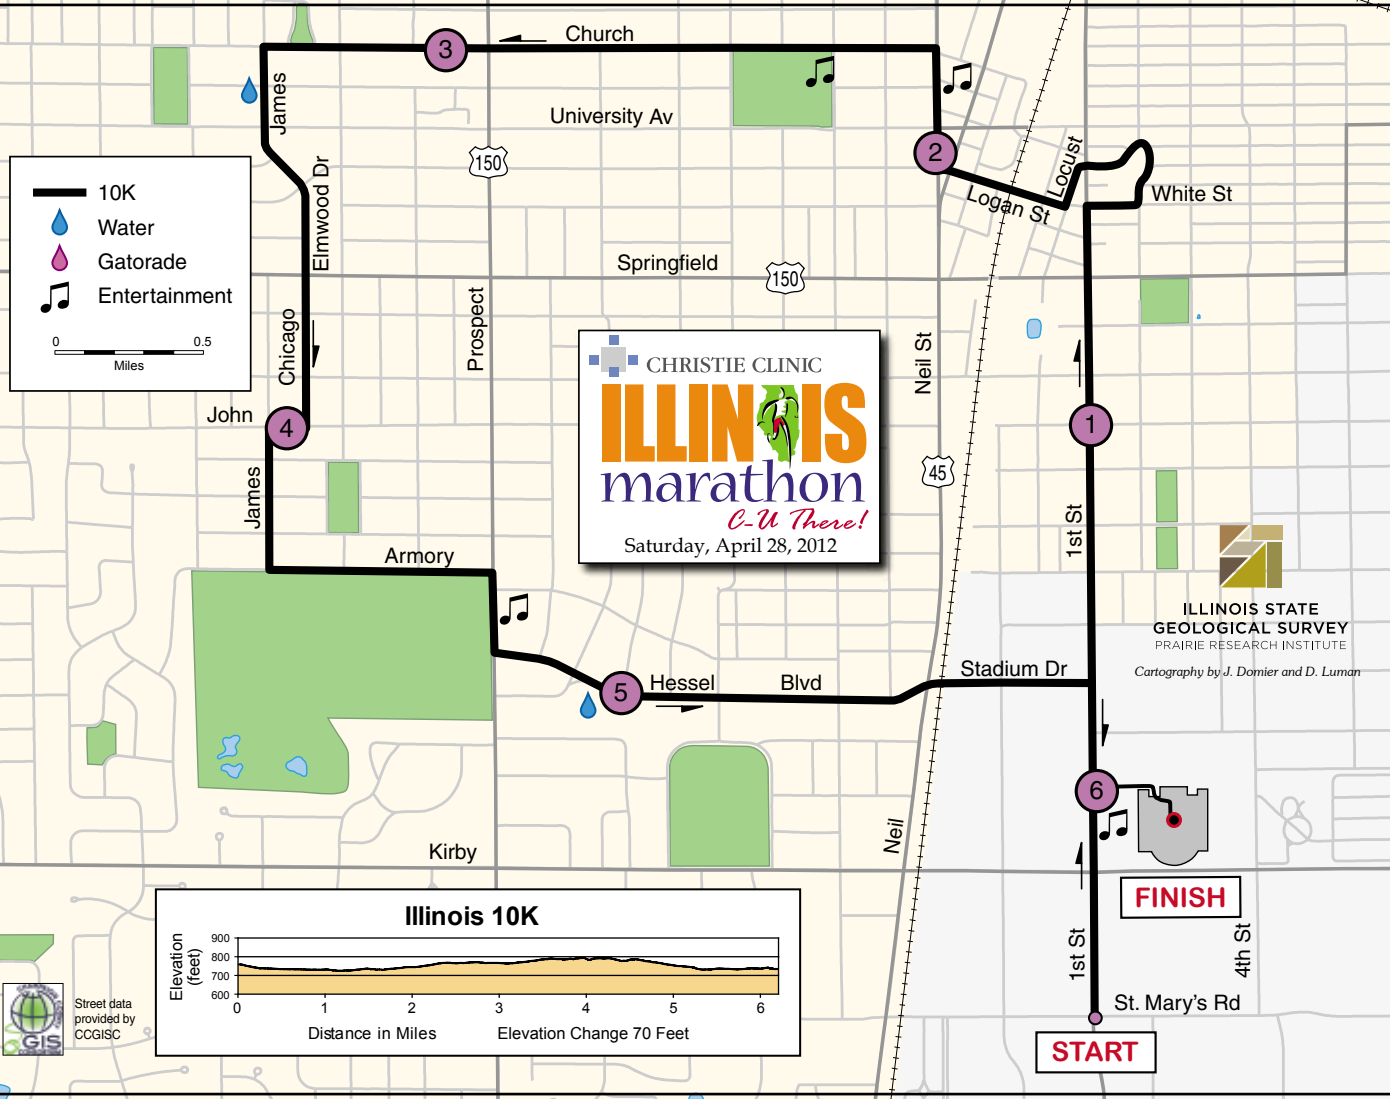 Church
3
James
University Av
150
2
Locust
Logan St
White St
10K
Water
Gatorade
Entertainment
0 0.5
Miles
Elmwood Dr
Springfield
150
Prospect
Chicago
Neil St
John
4
James
CHRISTIE CLINIC
ILLINOIS
marathon
C-U There!
Saturday, April 28, 2012
1
45
1st St
ILLINOIS STATE
GEOLOGICAL SURVEY
PRAIRIE RESEARCH INSTITUTE
Cartography by J. Domier and D. Luman
Armory
5
Hessel Blvd
Stadium Dr
6
Neil
Kirby
FINISH
1st St
4th St
St. Mary's Rd
START
Illinois 10K
Elevation
(feet)
900
800
700
600
0 1 2 3 4 5 6
Distance in Miles Elevation Change 70 Feet
GIS
Street data
provided by
CCGISC